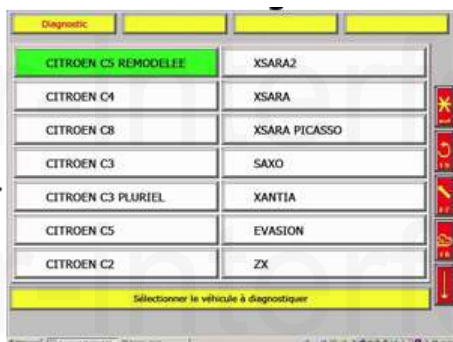 Diagnostic
CITROEN C5 REMODELEE
XSARA2
CITROEN C4
XSARA
CITROEN C8
XSARA PICASSO
CITROEN C3
SAXO
CITROEN C3 PLURIEL
XANTIA
CITROEN C5
EVASION
CITROEN C2
ZX
Sélectionner le véhicule à diagnostiquer